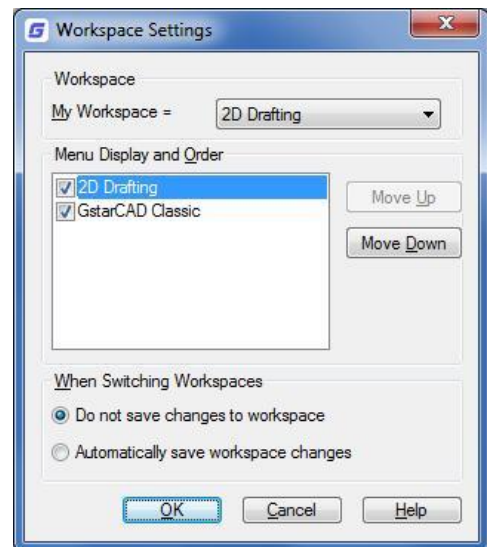 Workspace Settings
Workspace
My Workspace =
2D Drafting
Menu Display and Order
2D Drafting
GstarCAD Classic
Move Up
Move Down
When Switching Workspaces
Do not save changes to workspace
Automatically save workspace changes
OK
Cancel
Help